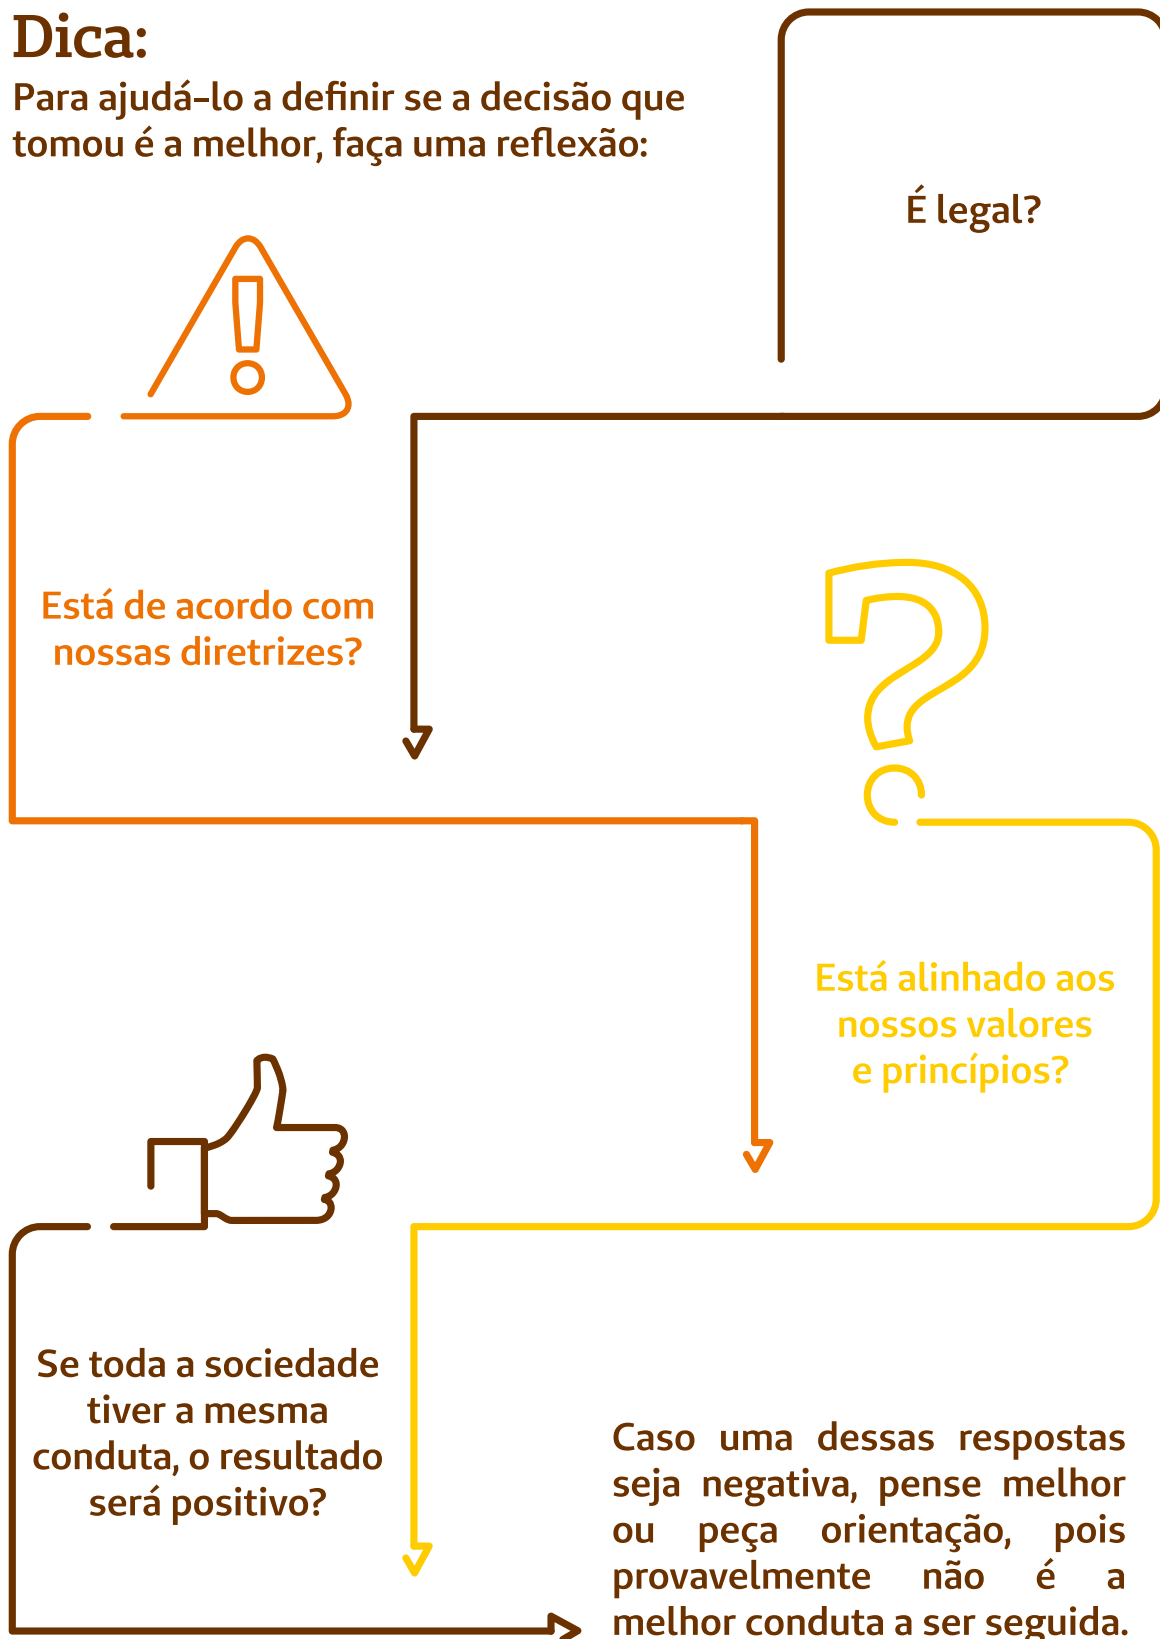 Dica:
Para ajudá-lo a definir se a decisão que
tomou é a melhor, faça uma reflexão:
É legal?
Está de acordo com
nossas diretrizes?
Está alinhado aos
nossos valores
e princípios?
Se toda a sociedade
tiver a mesma
conduta, o resultado
será positivo?
Caso uma dessas respostas
seja negativa, pense melhor
ou peça orientação, pois
provavelmente não é a
melhor conduta a ser seguida.